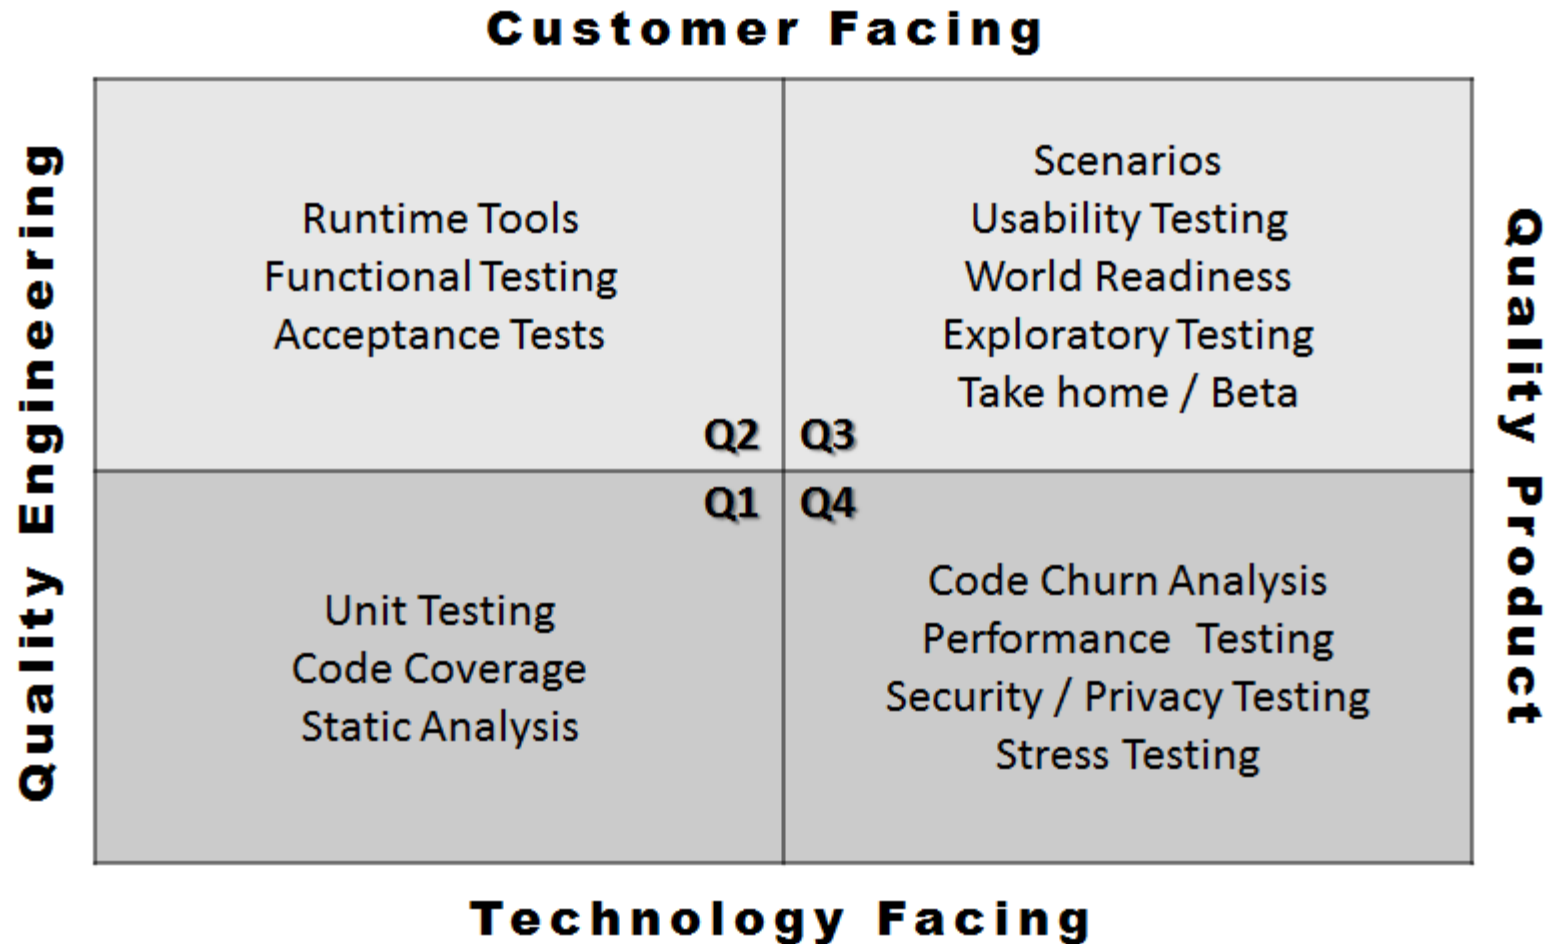 Customer Facing
Quality Engineering
Runtime Tools
Functional Testing
Acceptance Tests
Q2
Scenarios
Usability Testing
World Readiness
Exploratory Testing
Take home / Beta
Q3
Quality Product
Q1
Unit Testing
Code Coverage
Static Analysis
Q4
Code Churn Analysis
Performance Testing
Security / Privacy Testing
Stress Testing
Technology Facing